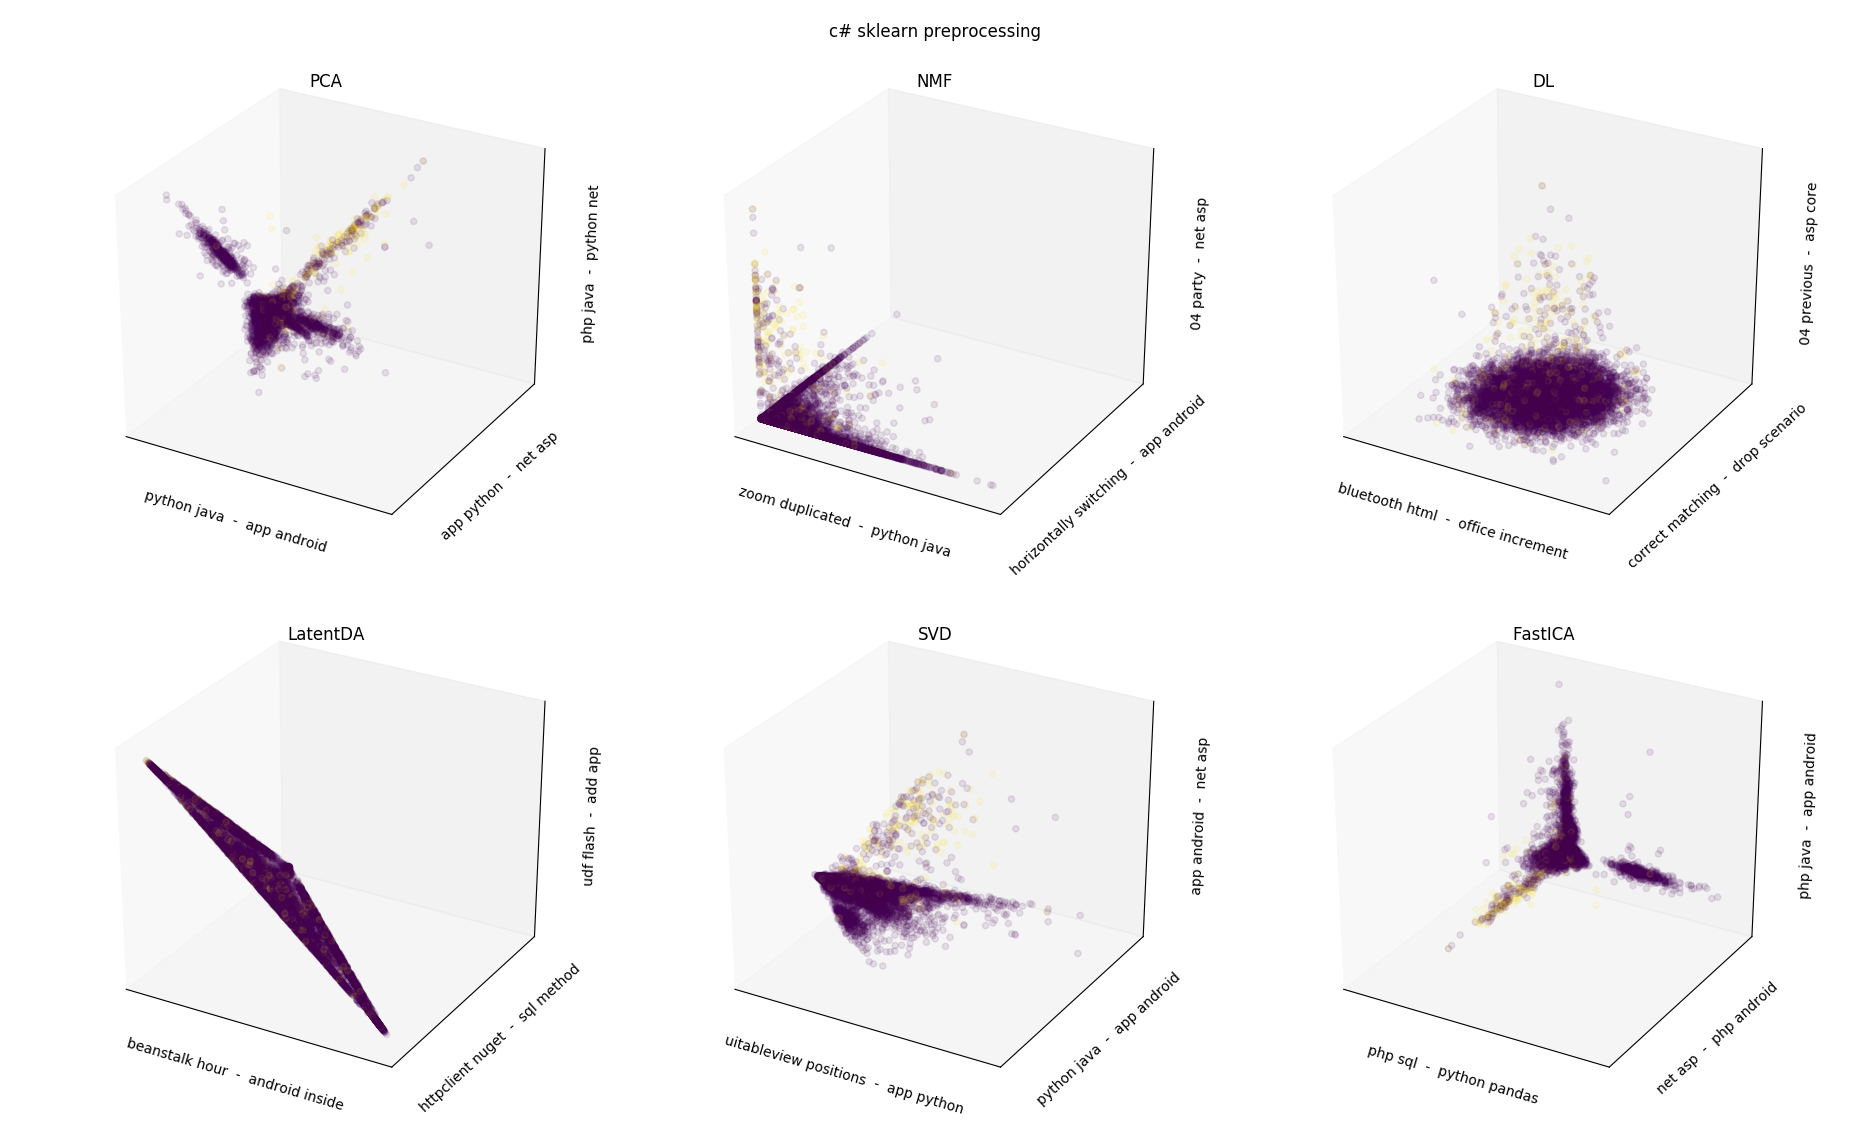 c# sklearn preprocessing
PCA
php java - python net
app python - net asp
python java - app android
NMF
04 party - net asp
horizontally switching - app android
zoom duplicated - python java
DL
04 previous - asp core
correct matching - drop scenario
bluetooth html - office increment
LatentDA
udf flash - add app
httpclient nuget - sql method
beanstalk hour - android inside
SVD
app android - net asp
python java - app android
uitableview positions - app python
FastICA
php java - app android
net asp - php android
php sql - python pandas